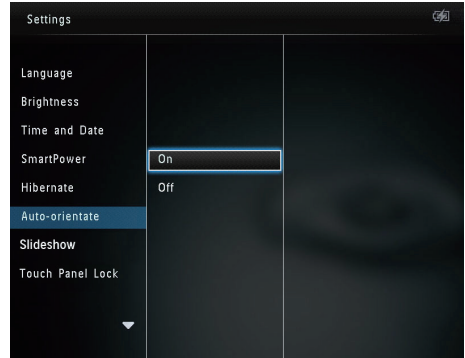 Settings
Language
Brightness
Time and Date
SmartPower
On
Hibernate
Off
Auto-orientate
Slideshow
Touch Panel Lock